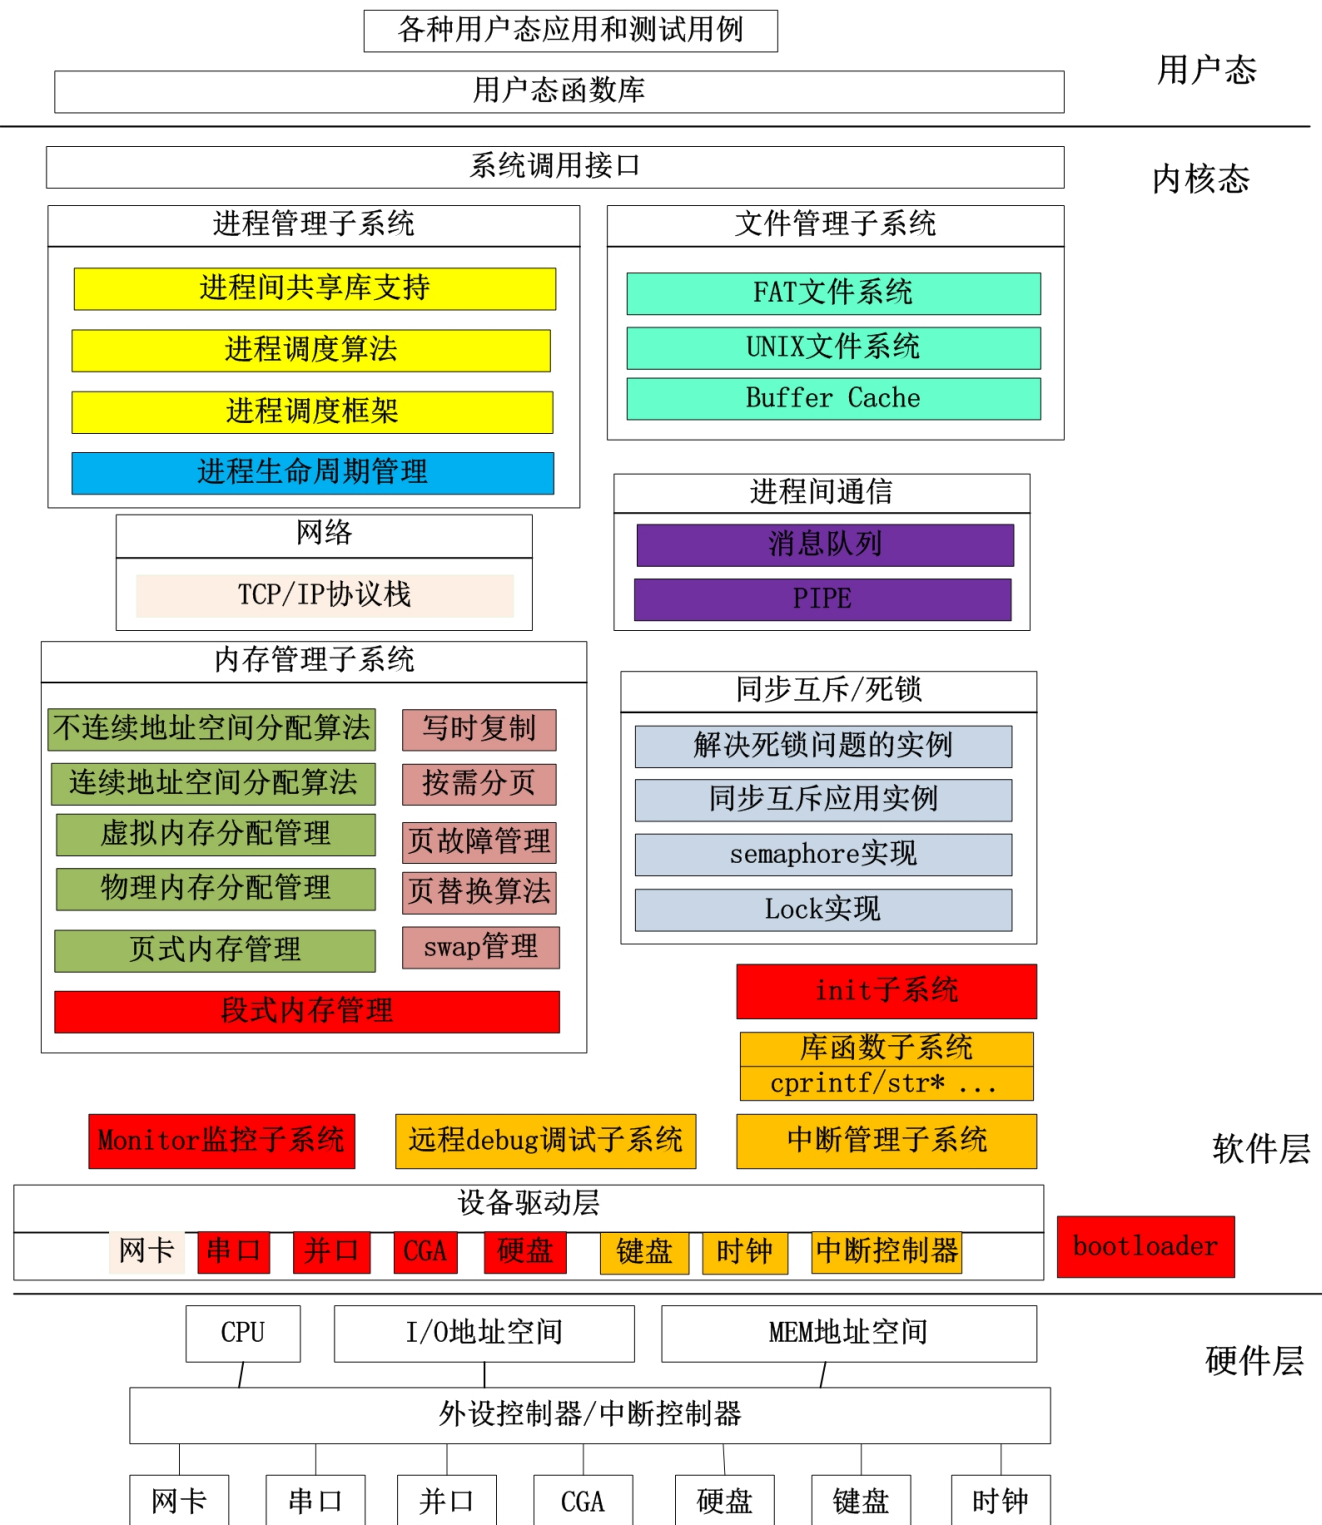 各种用户态应用和测试用例
用户态
用户态函数库
系统调用接口
内核态
进程管理子系统
进程间共享库支持
进程调度算法
进程调度框架
进程生命周期管理
文件管理子系统
FAT文件系统
UNIX文件系统
Buffer Cache
网络
TCP/IP协议栈
进程间通信
消息队列
PIPE
内存管理子系统
不连续地址空间分配算法
连续地址空间分配算法
虚拟内存分配管理
物理内存分配管理
页式内存管理
写时复制
按需分页
页故障管理
页替换算法
swap管理
段式内存管理
同步互斥/死锁
解决死锁问题的实例
同步互斥应用实例
semaphore实现
Lock实现
init子系统
库函数子系统
cprintf/str* ...
Monitor监控子系统
远程debug调试子系统
中断管理子系统
软件层
设备驱动层
网卡
串口
并口
CGA
硬盘
键盘
时钟
中断控制器
bootloader
CPU
I/O地址空间
MEM地址空间
硬件层
外设控制器/中断控制器
网卡
串口
并口
CGA
硬盘
键盘
时钟